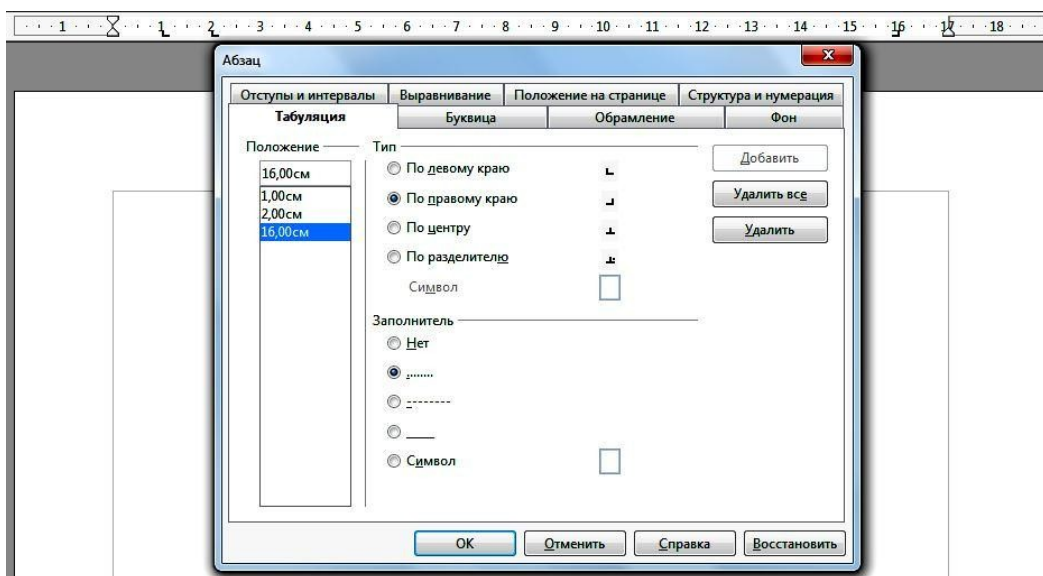 1 1 2 3 4 5 6 7 8 9 10 11 12 13 14 15 16 17 18
Абзац
Отступы и интервалы Выравнивание Положение на странице Структура и нумерация
Табуляция Буквица Обрамление Фон
Положение Тип
16,00см
1,00см
2,00см
16,00см
По левому краю
По правому краю
По центру
По разделителю
Символ
Добавить
Удалить все
Удалить
Заполнитель
Нет
........
--------
___
Символ
ОК Отменить Справка Восстановить